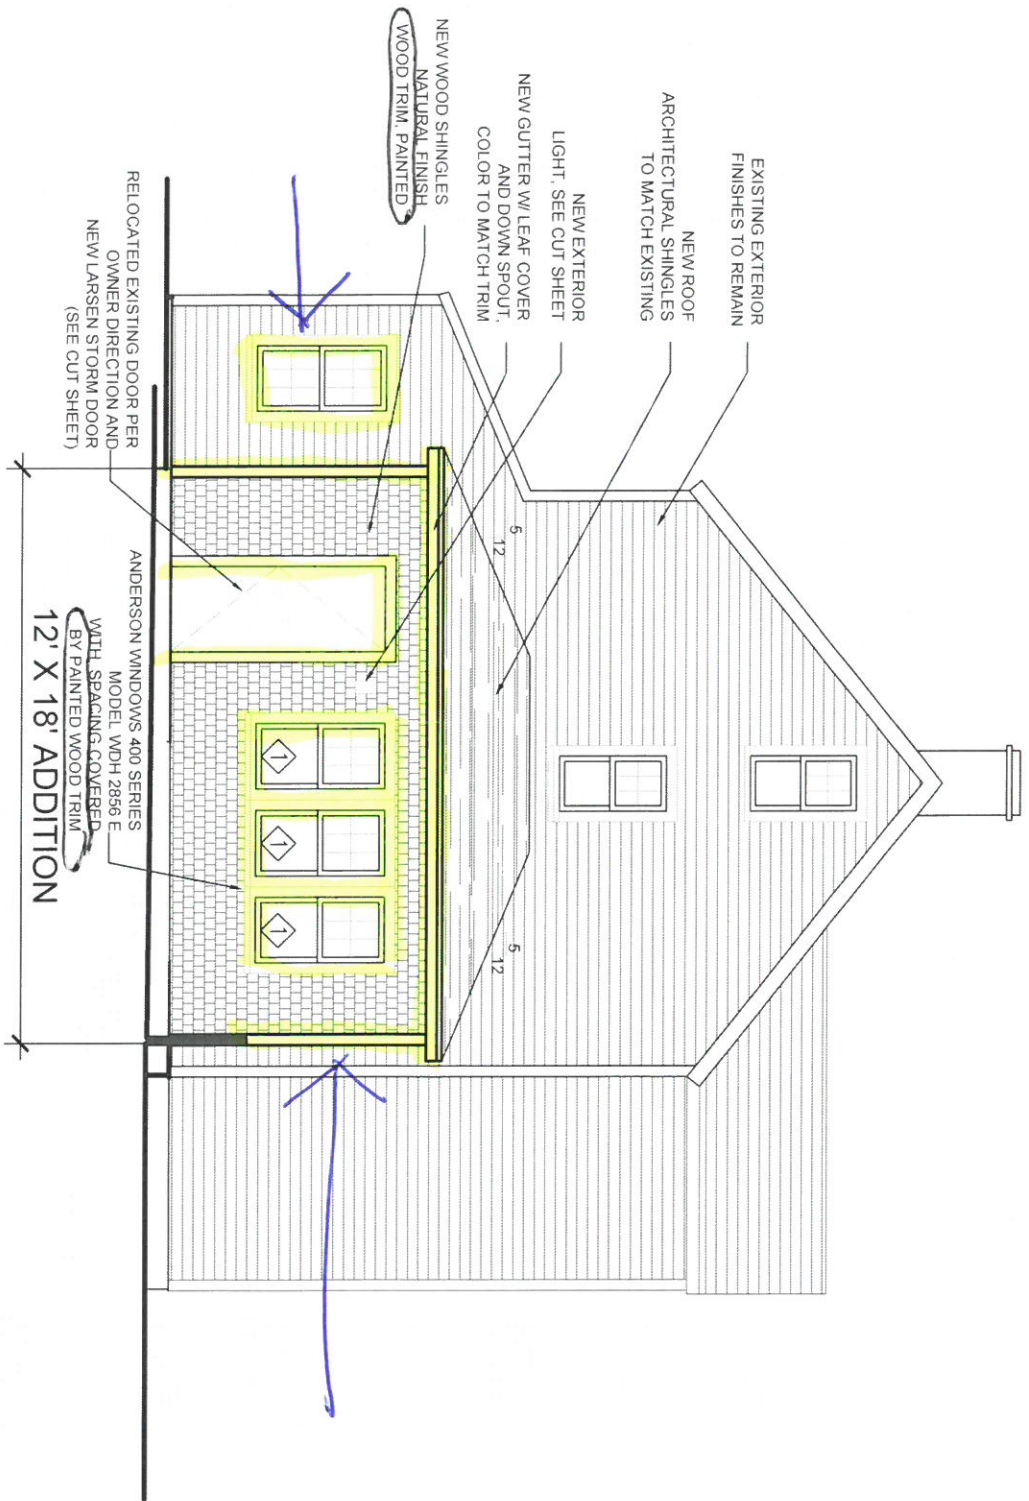 EXISTING EXTERIOR
FINISHES TO REMAIN
NEW ROOF
ARCHITECTURAL SHINGLES
TO MATCH EXISTING
NEW EXTERIOR
LIGHT, SEE CUT SHEET
NEW GUTTER W/ LEAF COVER
AND DOWN SPOUT,
COLOR TO MATCH TRIM
NEW WOOD SHINGLES
NATURAL FINISH
WOOD TRIM, PAINTED
RELOCATED EXISTING DOOR PER
OWNER DIRECTION AND
NEW LARSEN STORM DOOR
(SEE CUT SHEET)
5
12
5
12
1
1
1
ANDERSON WINDOWS 400 SERIES
MODEL WDH 2856 E
WITH SPACING COVERED
BY PAINTED WOOD TRIM
12' X 18' ADDITION